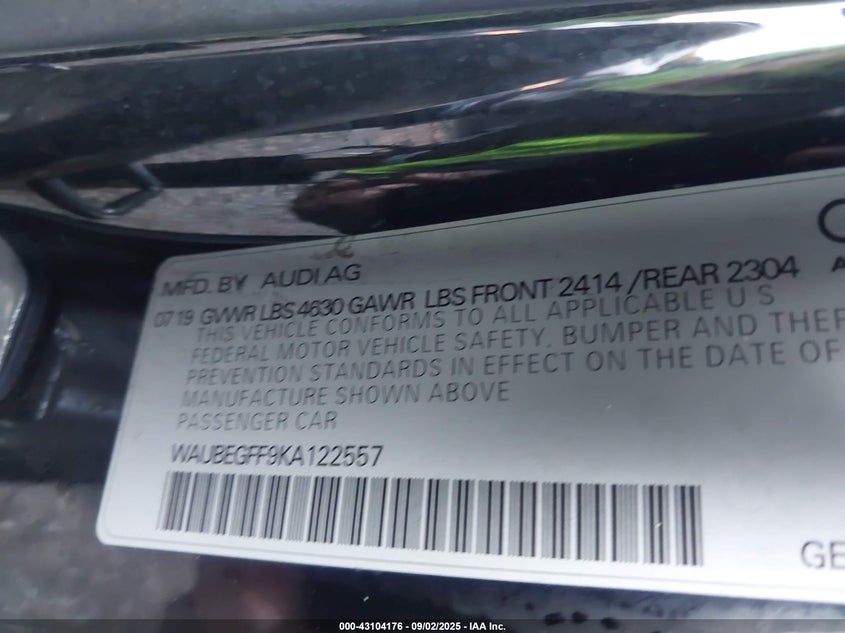 MFD. BY AUDI AG
07 19 GVWR LBS 4630 GAWR LBS FRONT 2414 /REAR 2304
THIS VEHICLE CONFORMS TO ALL APPLICABLE U S
FEDERAL MOTOR VEHICLE SAFETY, BUMPER AND
PREVENTION STANDARDS IN EFFECT ON THE DATE OF
MANUFACTURE SHOWN ABOVE
PASSENGER CAR
WAUBEGFF9KA122557
000-43104176 - 09/02/2025 - IAA Inc.